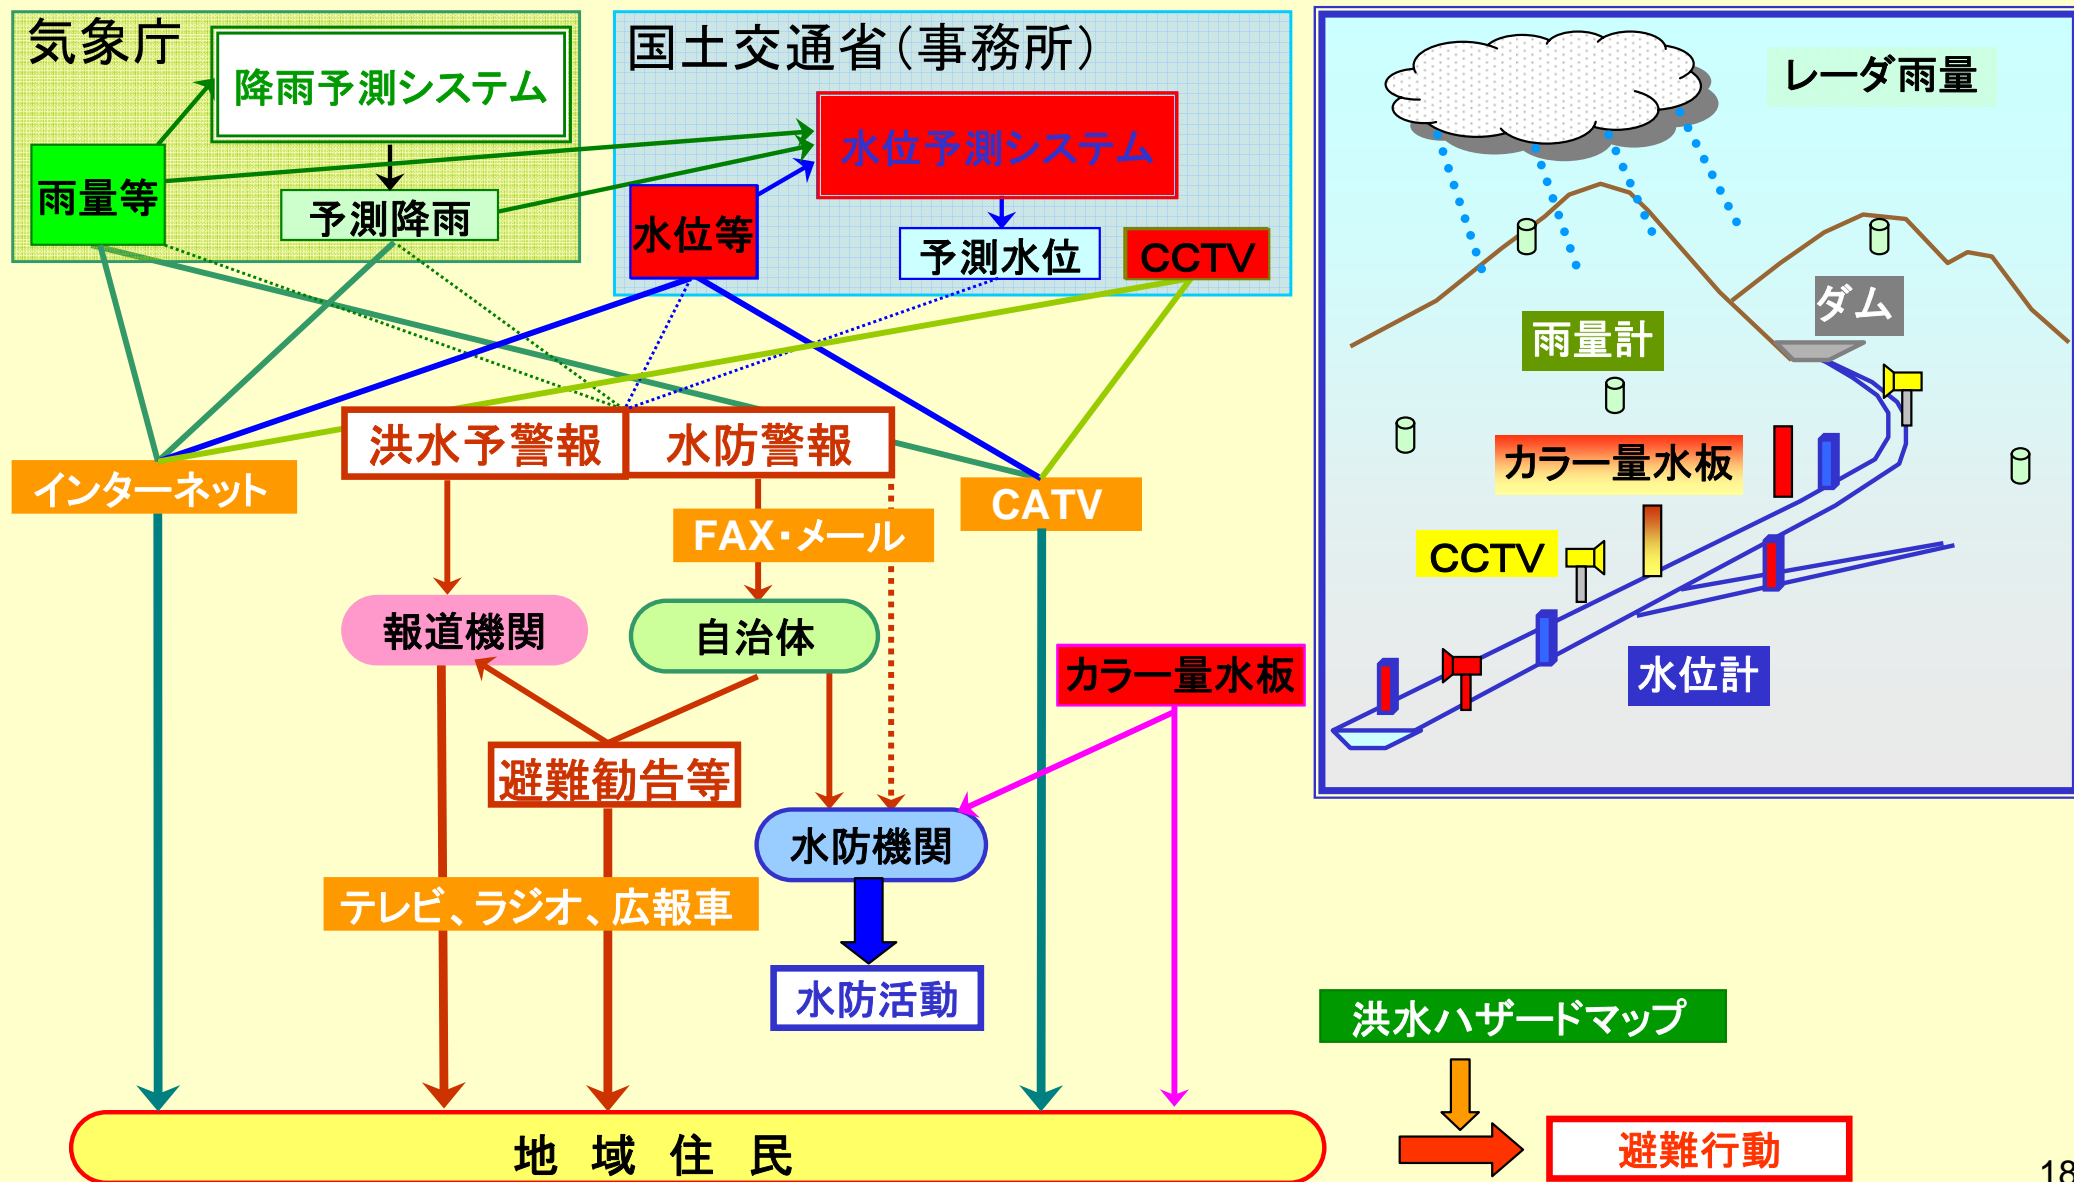 気象庁
降雨予測システム
雨量等
予測降雨
国土交通省(事務所)
水位予測システム
水位等
予測水位
CCTV
洪水予警報
水防警報
インターネット
CATV
FAX・メール
報道機関
自治体
カラー量水板
避難勧告等
水防機関
テレビ、ラジオ、広報車
水防活動
地域住民
レーダ雨量
ダム
雨量計
カラー量水板
CCTV
水位計
洪水ハザードマップ
避難行動
18